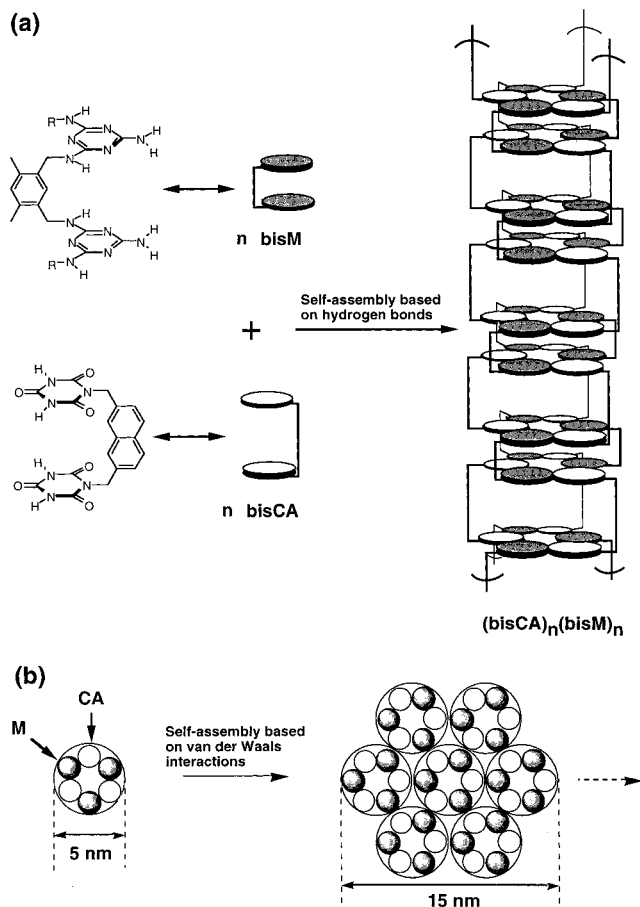 (a)
R N H
N N N H
N N H
N H
N H
N N N H
R N N H
H
n bisM
+
Self-assembly based
on hydrogen bonds
H O
N
O N
N
H O
H O
N
O N
N
H O
n bisCA
(bisCA)n(bisM)n
(b)
CA
M
Self-assembly based
on van der Waals
interactions
5 nm
15 nm